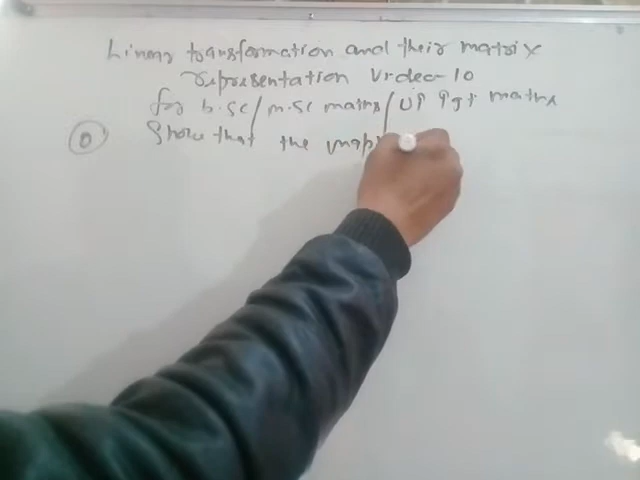 Linear transformation and their matrix
representation Video-10
for b.sc/m.sc maths/UP Pgt maths
Q Show that the map